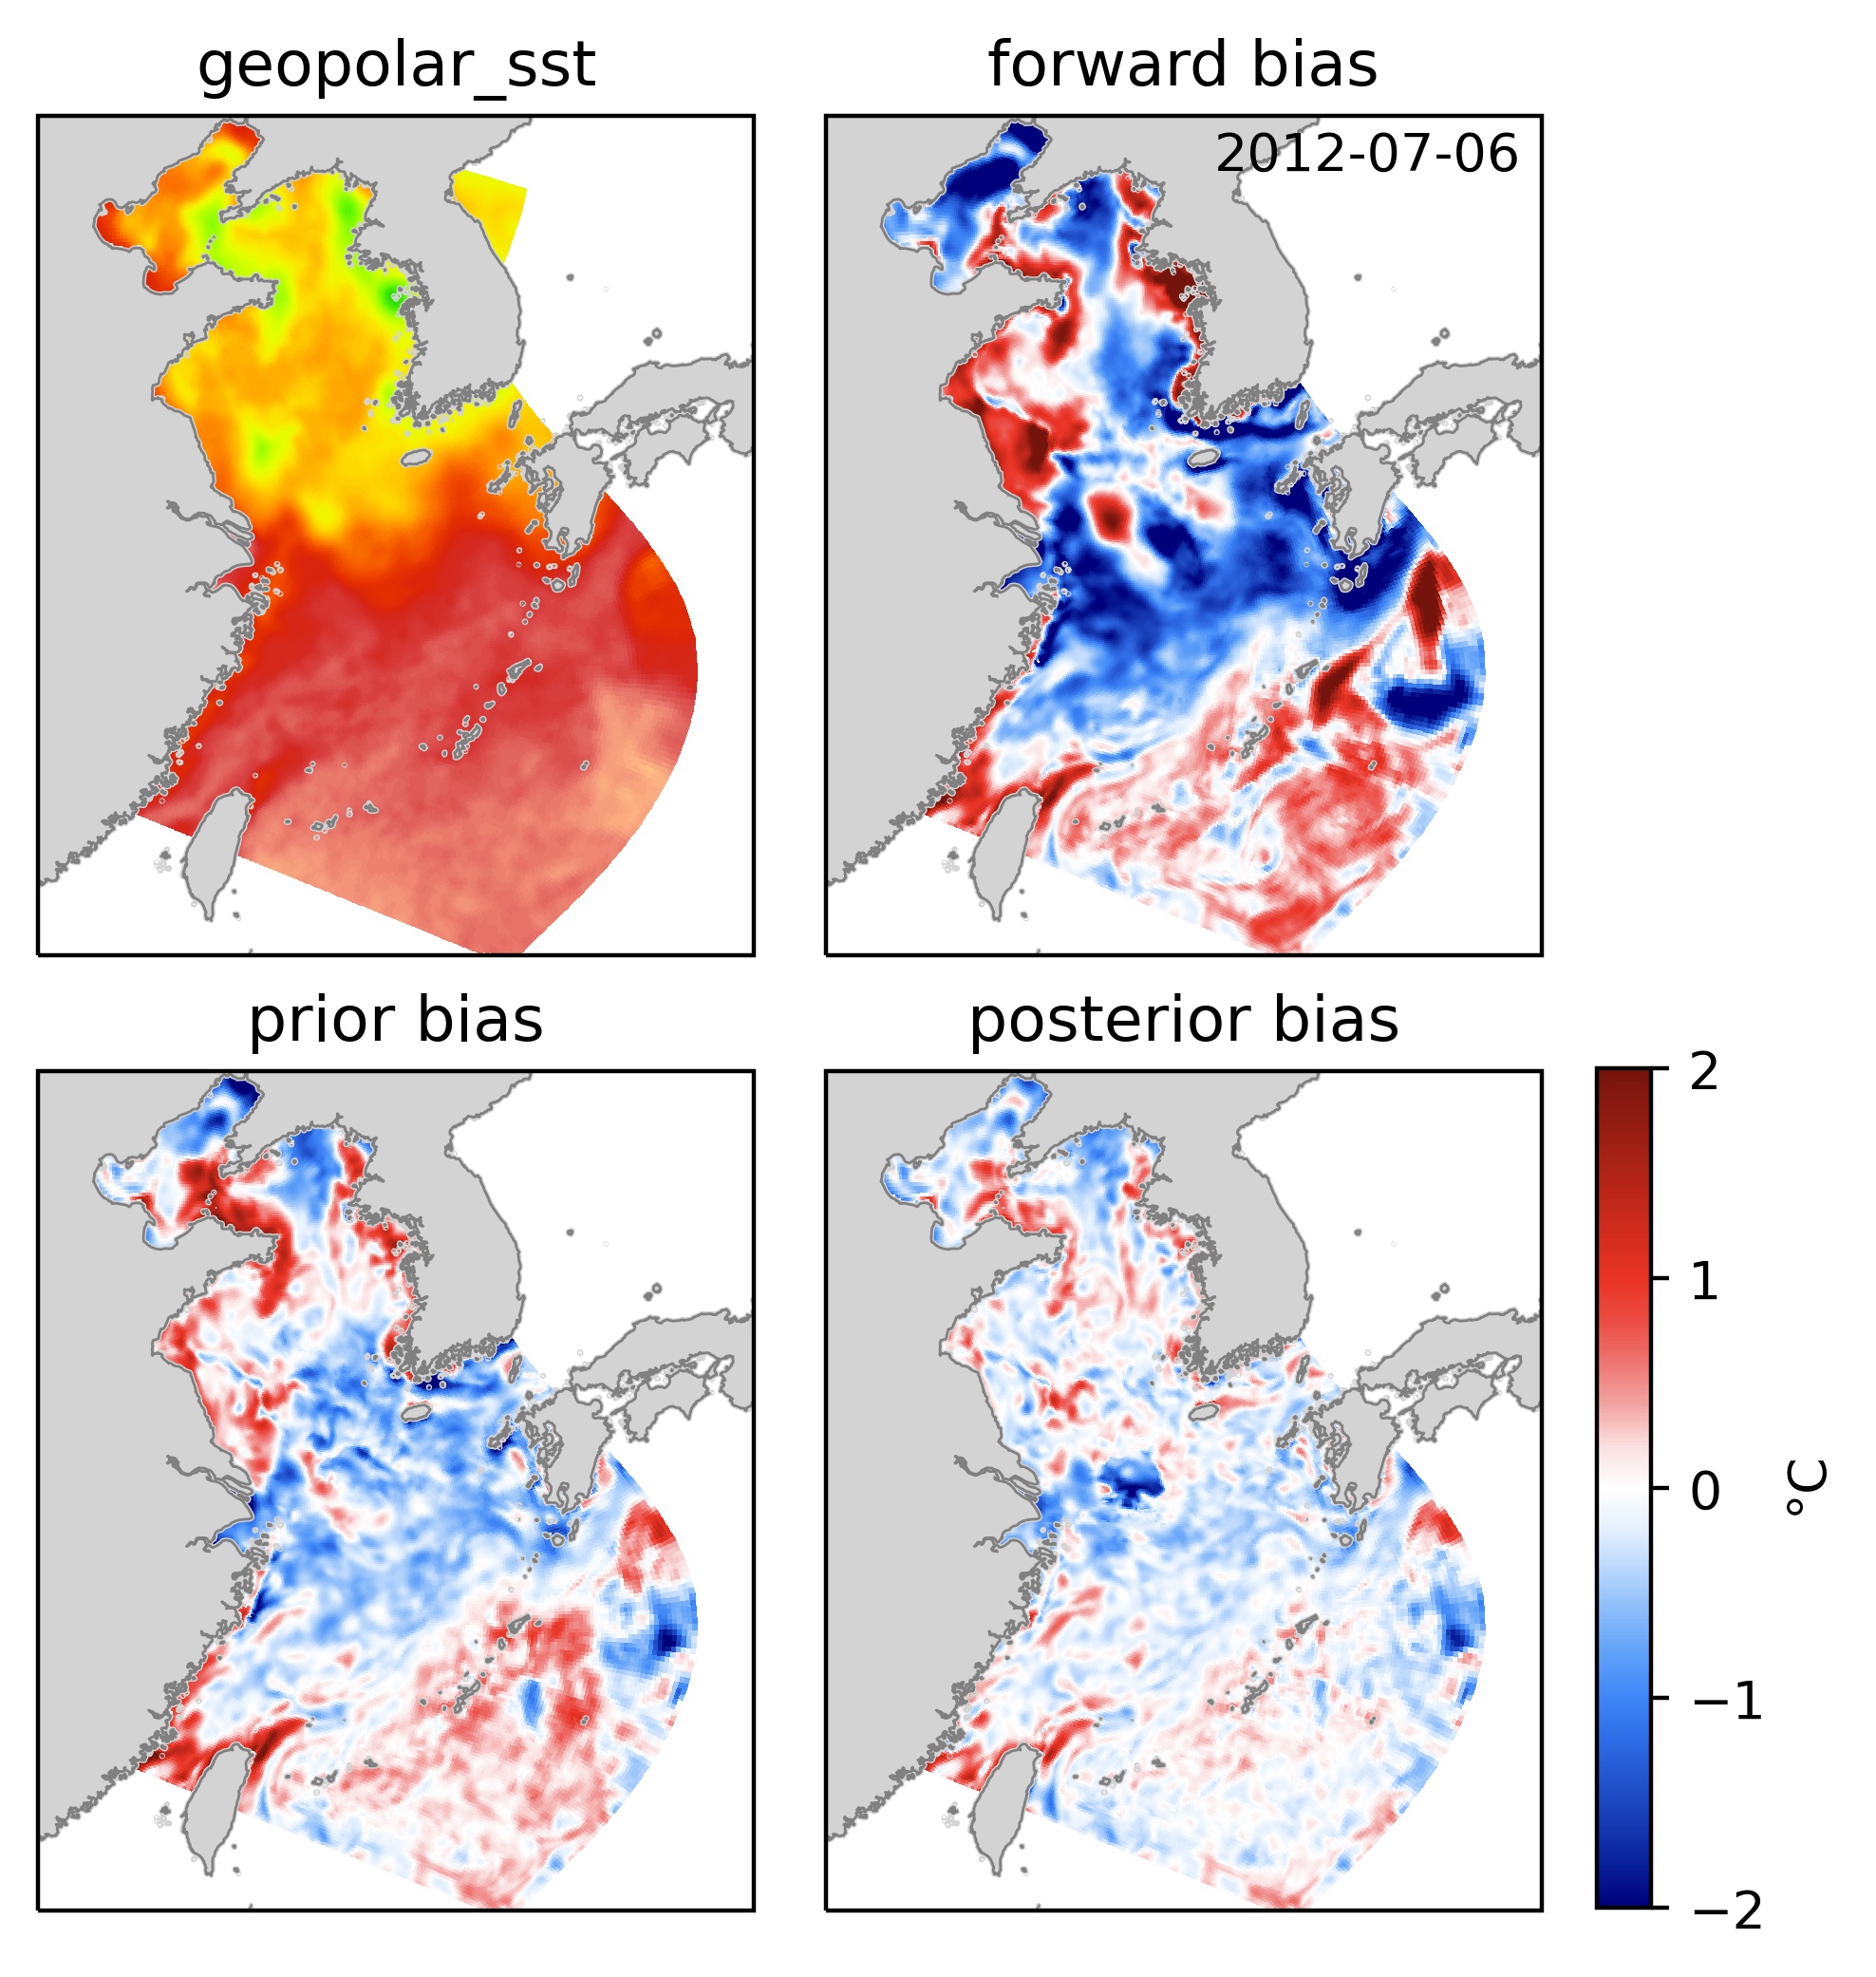 geopolar_sst
forward bias
2012-07-06
prior bias
posterior bias
2
1
0
−1
−2
°C